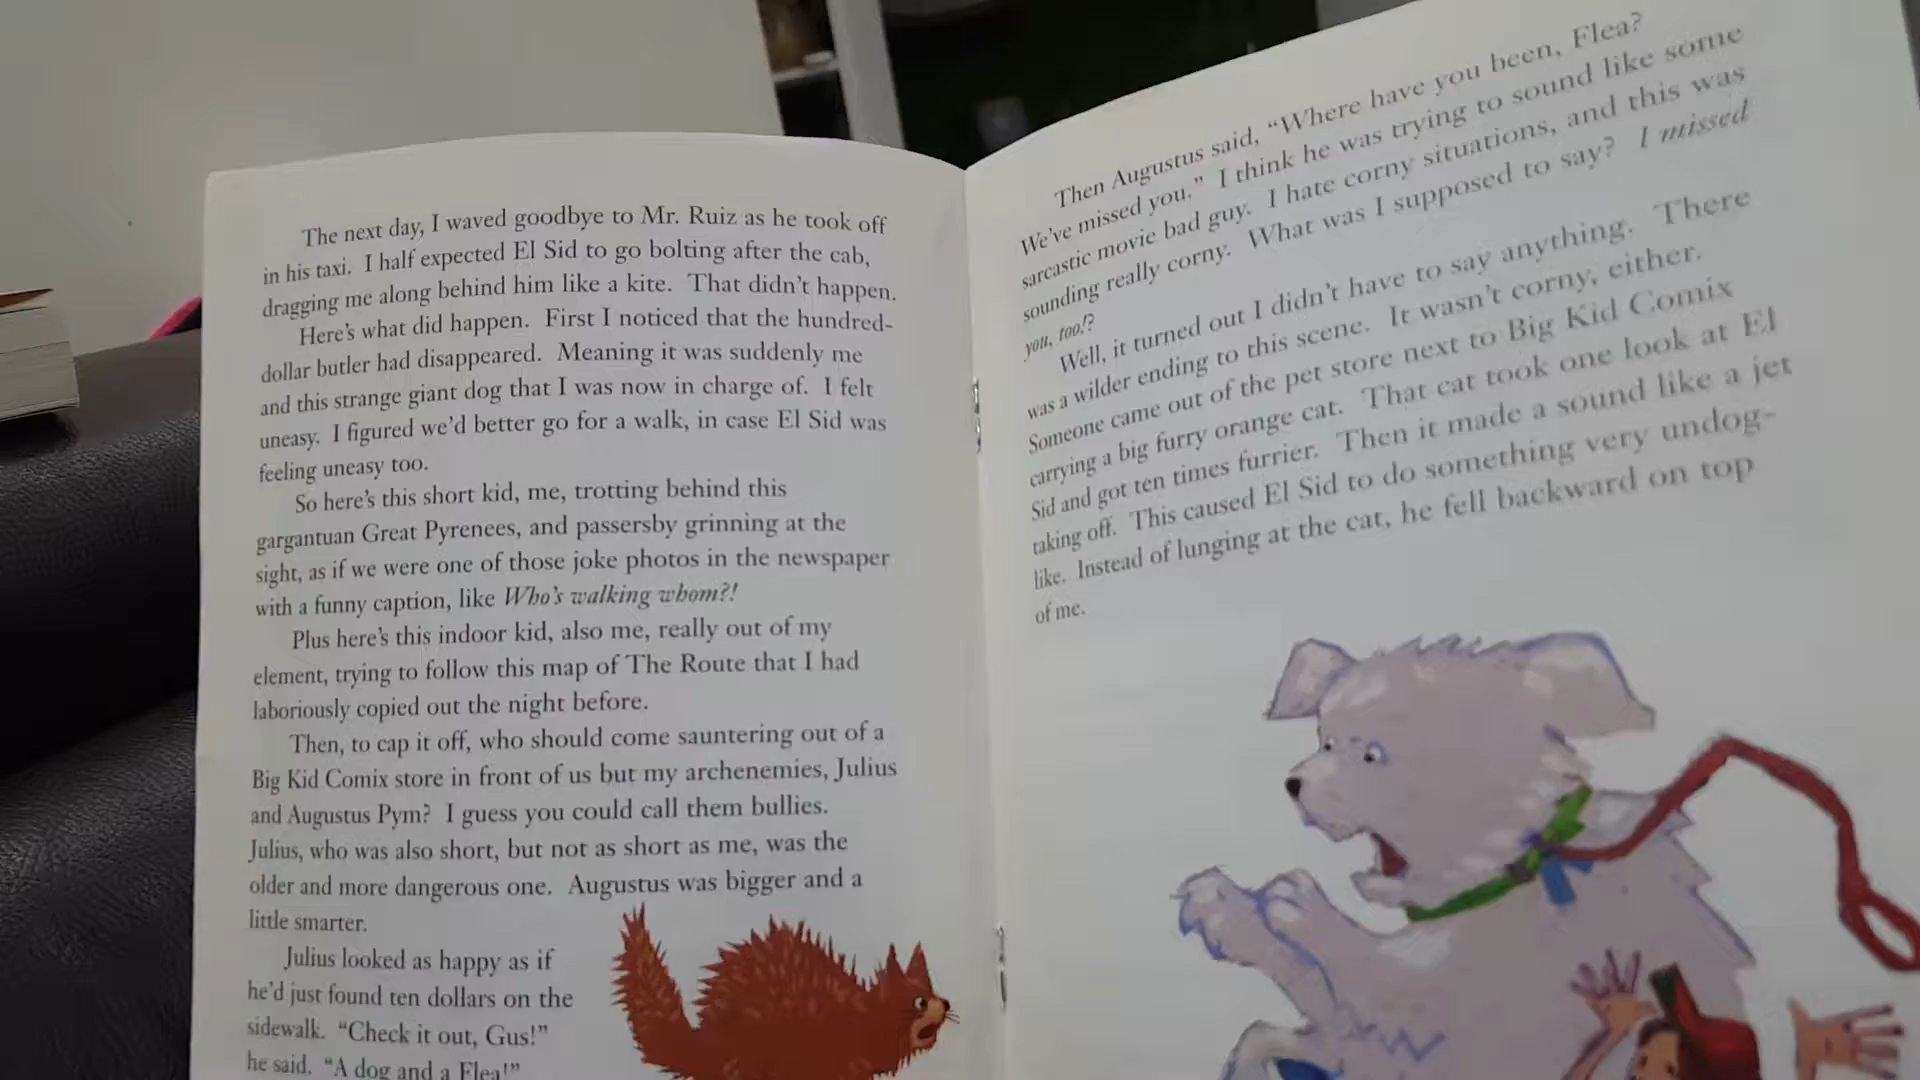 The next day, I waved goodbye to Mr. Ruiz as he took off
in his taxi. I half expected El Sid to go bolting after the cab,
dragging me along behind him like a kite. That didn't happen.
Here's what did happen. First I noticed that the hundred-
dollar butler had disappeared. Meaning it was suddenly me
and this strange giant dog that I was now in charge of. I felt
uneasy. I figured we'd better go for a walk, in case El Sid was
feeling uneasy too.
So here's this short kid, me, trotting behind this
gargantuan Great Pyrenees, and passersby grinning at the
sight, as if we were one of those joke photos in the newspaper
with a funny caption, like Who's walking whom?!
Plus here's this indoor kid, also me, really out of my
element, trying to follow this map of The Route that I had
laboriously copied out the night before.
Then, to cap it off, who should come sauntering out of a
Big Kid Comix store in front of us but my archenemies, Julius
and Augustus Pym? I guess you could call them bullies.
Julius, who was also short, but not as short as me, was the
older and more dangerous one. Augustus was bigger and a
little smarter.
Julius looked as happy as if
he'd just found ten dollars on the
sidewalk. "Check it out, Gus!"
he said. "A dog and a Flea!"
Then Augustus said, "Where have you been, Flea?
We've missed you." I think he was trying to sound like some
sarcastic movie bad guy. I hate corny situations, and this was
sounding really corny. What was I supposed to say? I missed
you, too!?
Well, it turned out I didn't have to say anything. There
was a wilder ending to this scene. It wasn't corny, either.
Someone came out of the pet store next to Big Kid Comix
carrying a big furry orange cat. That cat took one look at El
Sid and got ten times furrier. Then it made a sound like a jet
taking off. This caused El Sid to do something very undog-
like. Instead of lunging at the cat, he fell backward on top
of me.